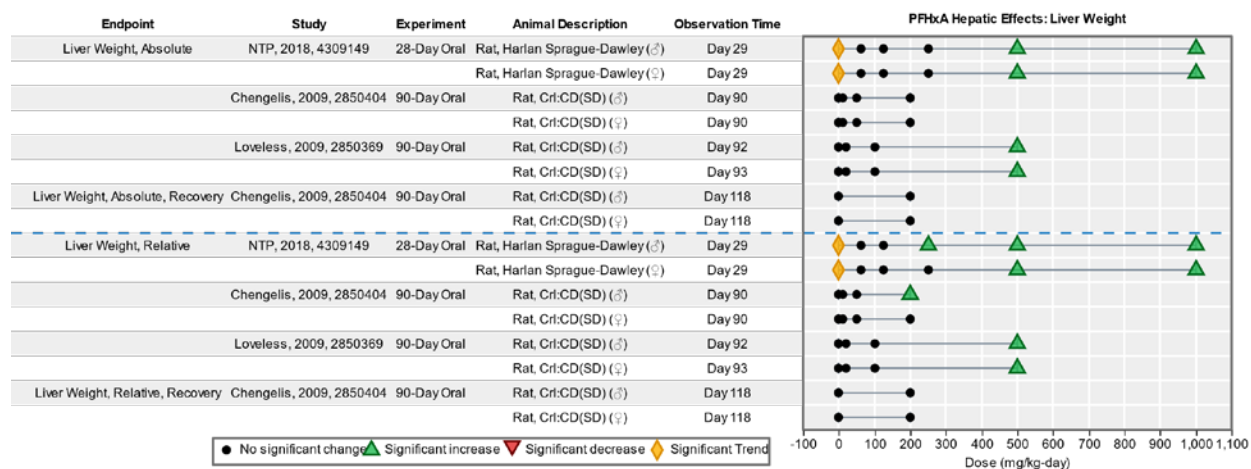 Endpoint Study Experiment Animal Description Observation Time PFHxA Hepatic Effects: Liver Weight
Liver Weight, Absolute NTP, 2018, 4309149 28-Day Oral Rat, Harlan Sprague-Dawley (♂) Day 29
Rat, Harlan Sprague-Dawley (♀) Day 29
Chengelis, 2009, 2850404 90-Day Oral Rat, Crl:CD(SD) (♂) Day 90
Rat, Crl:CD(SD) (♀) Day 90
Loveless, 2009, 2850369 90-Day Oral Rat, Crl:CD(SD) (♂) Day 92
Rat, Crl:CD(SD) (♀) Day 93
Liver Weight, Absolute, Recovery Chengelis, 2009, 2850404 90-Day Oral Rat, Crl:CD(SD) (♂) Day 118
Rat, Crl:CD(SD) (♀) Day 118
Liver Weight, Relative NTP, 2018, 4309149 28-Day Oral Rat, Harlan Sprague-Dawley (♂) Day 29
Rat, Harlan Sprague-Dawley (♀) Day 29
Chengelis, 2009, 2850404 90-Day Oral Rat, Crl:CD(SD) (♂) Day 90
Rat, Crl:CD(SD) (♀) Day 90
Loveless, 2009, 2850369 90-Day Oral Rat, Crl:CD(SD) (♂) Day 92
Rat, Crl:CD(SD) (♀) Day 93
Liver Weight, Relative, Recovery Chengelis, 2009, 2850404 90-Day Oral Rat, Crl:CD(SD) (♂) Day 118
Rat, Crl:CD(SD) (♀) Day 118
No significant change Significant increase Significant decrease Significant Trend
-100 0 100 200 300 400 500 600 700 800 900 1,000 1,100
Dose (mg/kg-day)